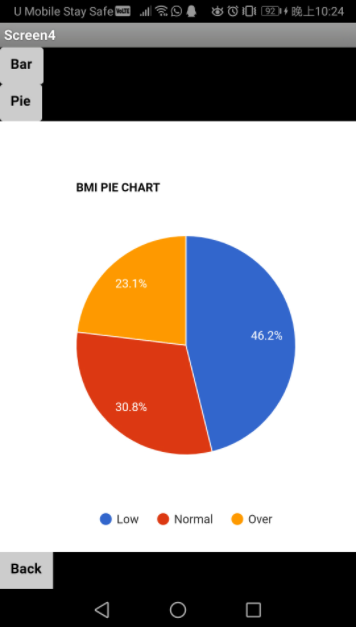 U Mobile Stay Safe VoLTE 92 晚上10:24
Screen4
Bar
Pie
BMI PIE CHART
23.1%
46.2%
30.8%
Low Normal Over
Back